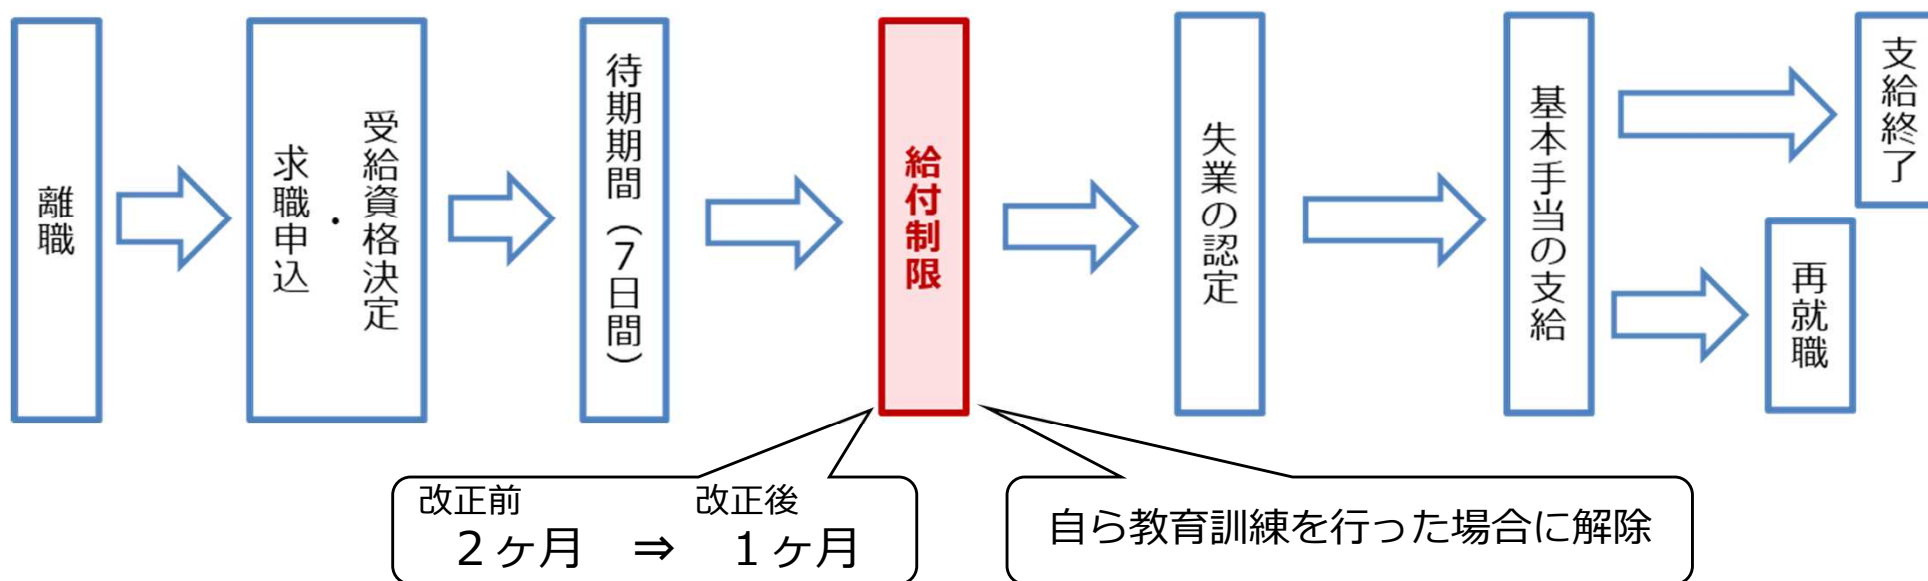 離職
受給資格決定
・
求職申込
待期期間（７日間）
給付制限
失業の認定
基本手当の支給
支給終了
再就職
改正前 改正後
２ヶ月 ⇒ １ヶ月
自ら教育訓練を行った場合に解除